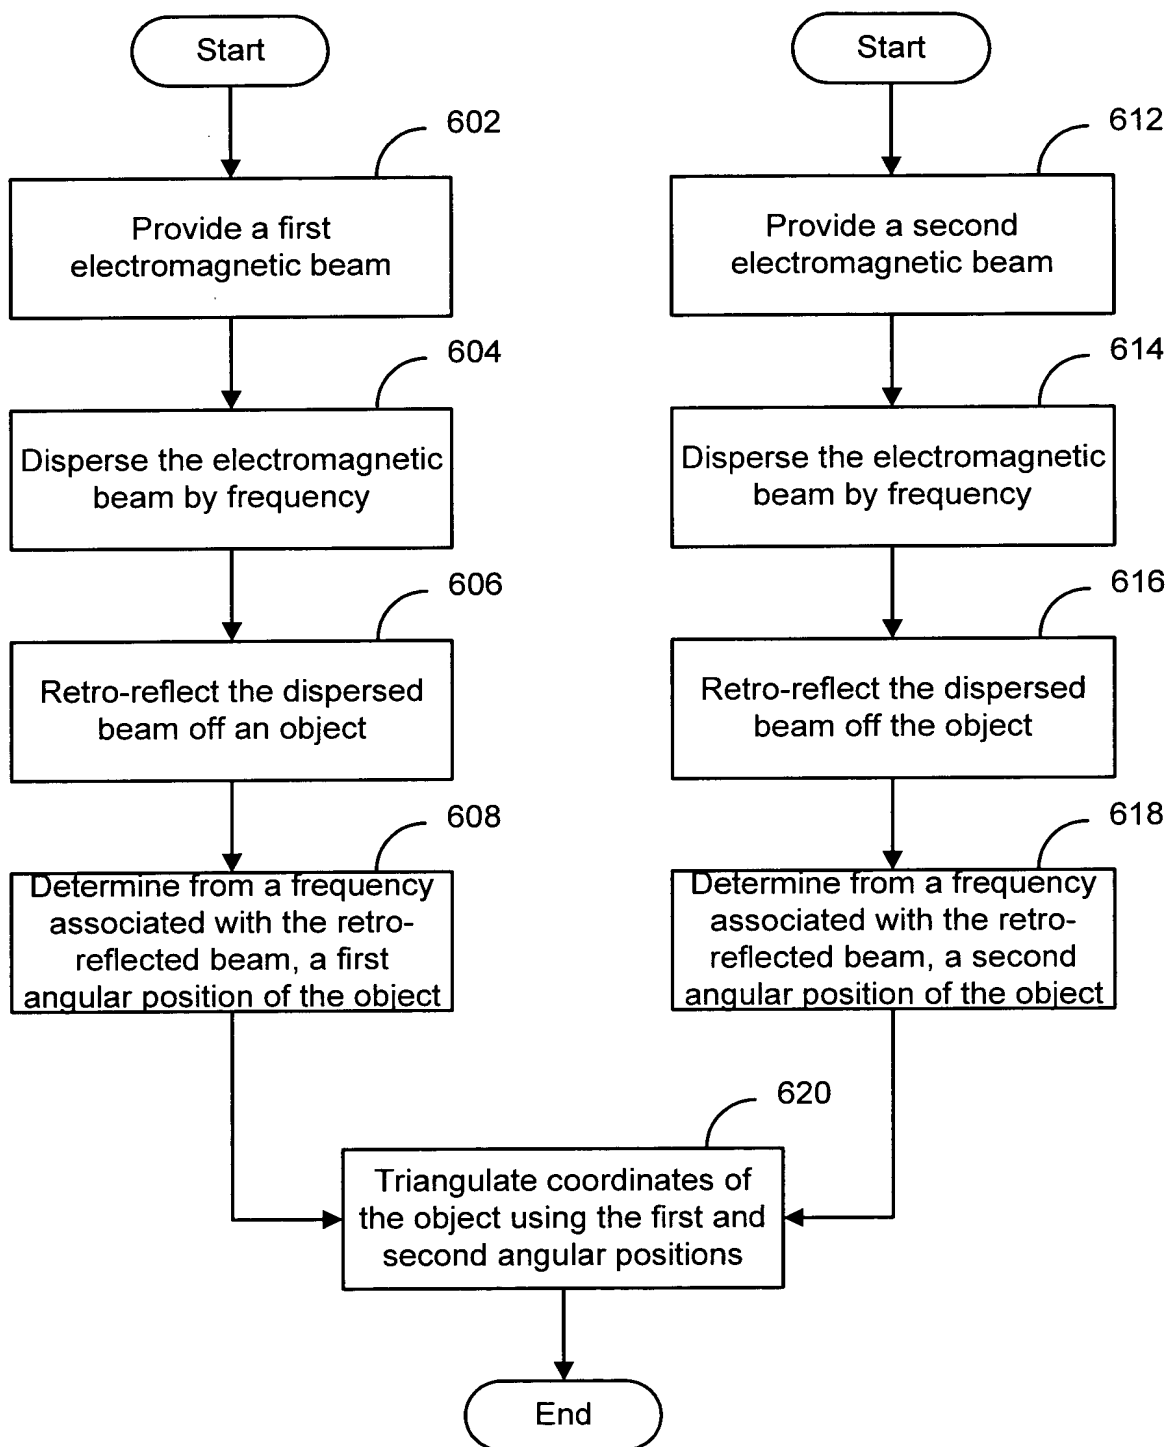 Start
602
Provide a first
electromagnetic beam
604
Disperse the electromagnetic
beam by frequency
606
Retro-reflect the dispersed
beam off an object
608
Determine from a frequency
associated with the retro-
reflected beam, a first
angular position of the object
Start
612
Provide a second
electromagnetic beam
614
Disperse the electromagnetic
beam by frequency
616
Retro-reflect the dispersed
beam off the object
618
Determine from a frequency
associated with the retro-
reflected beam, a second
angular position of the object
620
Triangulate coordinates of
the object using the first and
second angular positions
End